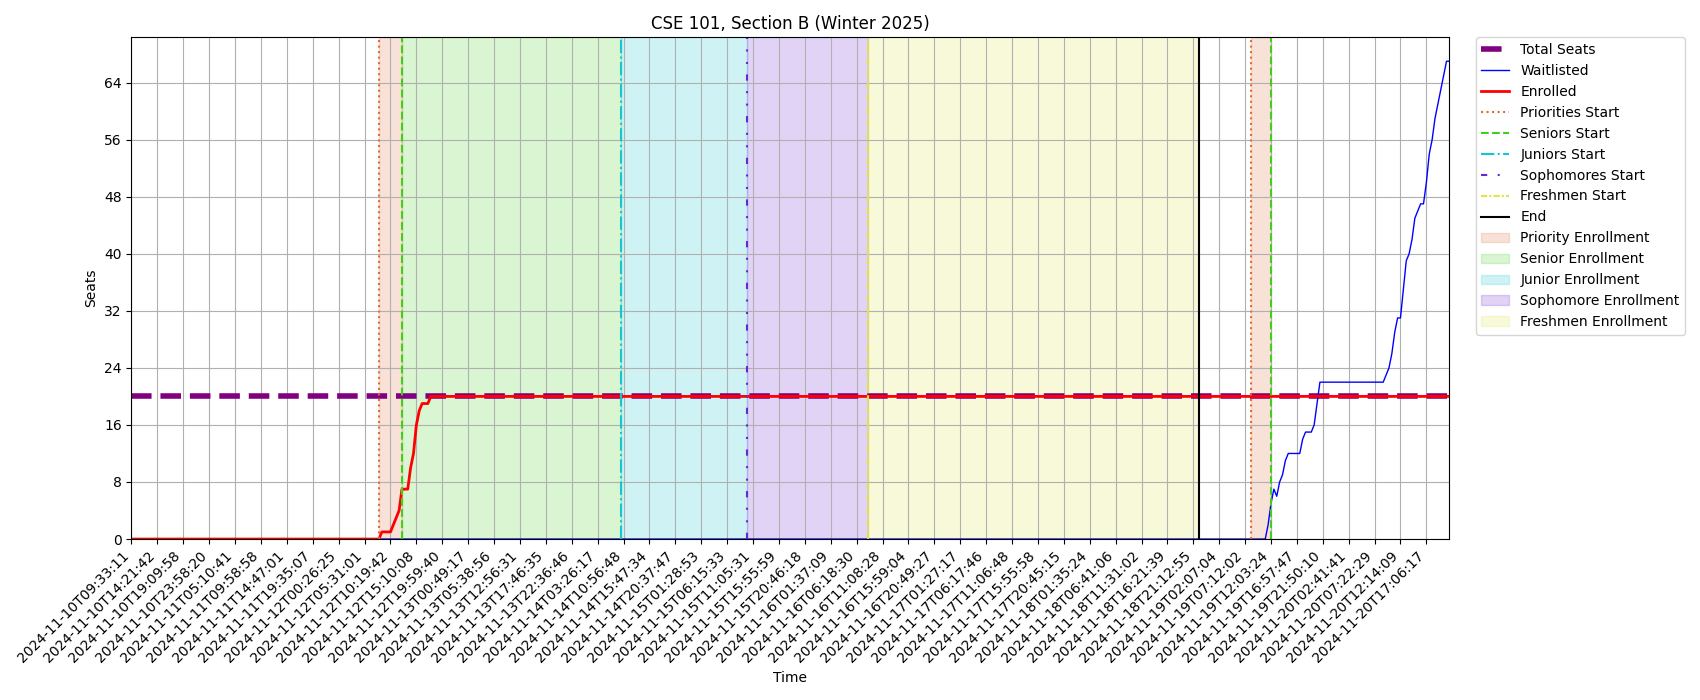 CSE 101, Section B (Winter 2025)
Seats
64
56
48
40
32
24
16
8
0
2024-11-10T09:33:11
2024-11-10T14:21:42
2024-11-10T19:09:58
2024-11-10T23:58:20
2024-11-11T05:10:41
2024-11-11T09:58:58
2024-11-11T14:47:01
2024-11-11T19:35:07
2024-11-12T00:26:25
2024-11-12T05:31:01
2024-11-12T10:19:42
2024-11-12T15:10:08
2024-11-12T19:59:40
2024-11-13T00:49:17
2024-11-13T05:38:56
2024-11-13T12:56:31
2024-11-13T17:46:35
2024-11-13T22:36:46
2024-11-14T03:26:17
2024-11-14T10:56:48
2024-11-14T15:47:34
2024-11-14T20:37:47
2024-11-15T01:28:53
2024-11-15T06:15:33
2024-11-15T11:05:31
2024-11-15T15:55:59
2024-11-15T20:46:18
2024-11-16T01:37:09
2024-11-16T06:18:30
2024-11-16T11:08:28
2024-11-16T15:59:04
2024-11-16T20:49:27
2024-11-17T01:27:17
2024-11-17T06:17:46
2024-11-17T11:06:48
2024-11-17T15:55:58
2024-11-17T20:45:15
2024-11-18T01:35:24
2024-11-18T06:41:06
2024-11-18T11:31:02
2024-11-18T16:21:39
2024-11-18T21:12:55
2024-11-19T02:07:04
2024-11-19T07:12:02
2024-11-19T12:03:24
2024-11-19T16:57:47
2024-11-19T21:50:10
2024-11-20T02:41:41
2024-11-20T07:22:29
2024-11-20T12:14:09
2024-11-20T17:06:17
Time
Total Seats
Waitlisted
Enrolled
Priorities Start
Seniors Start
Juniors Start
Sophomores Start
Freshmen Start
End
Priority Enrollment
Senior Enrollment
Junior Enrollment
Sophomore Enrollment
Freshmen Enrollment